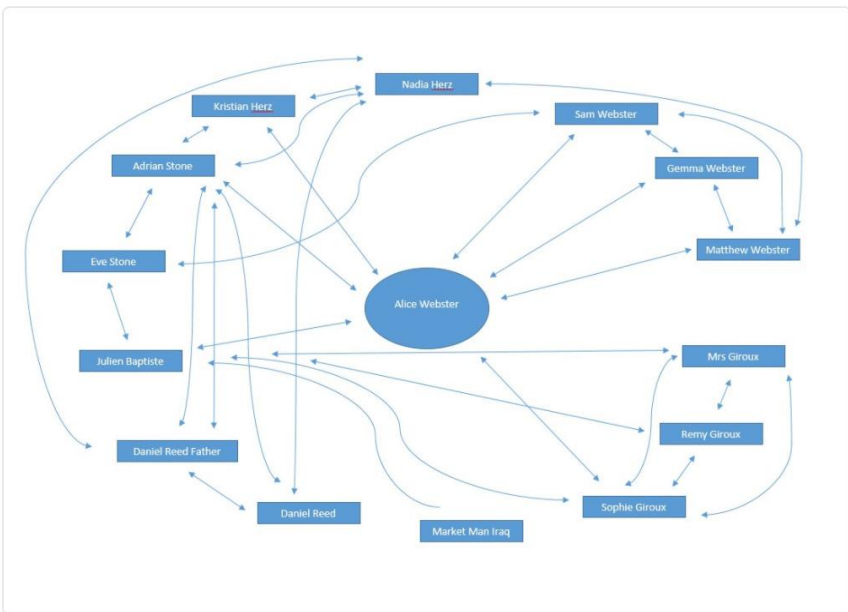 Nadia Herz
Kristian Herz
Sam Webster
Adrian Stone
Gemma Webster
Eve Stone
Matthew Webster
Alice Webster
Julien Baptiste
Mrs Giroux
Remy Giroux
Daniel Reed Father
Sophie Giroux
Daniel Reed
Market Man Iraq